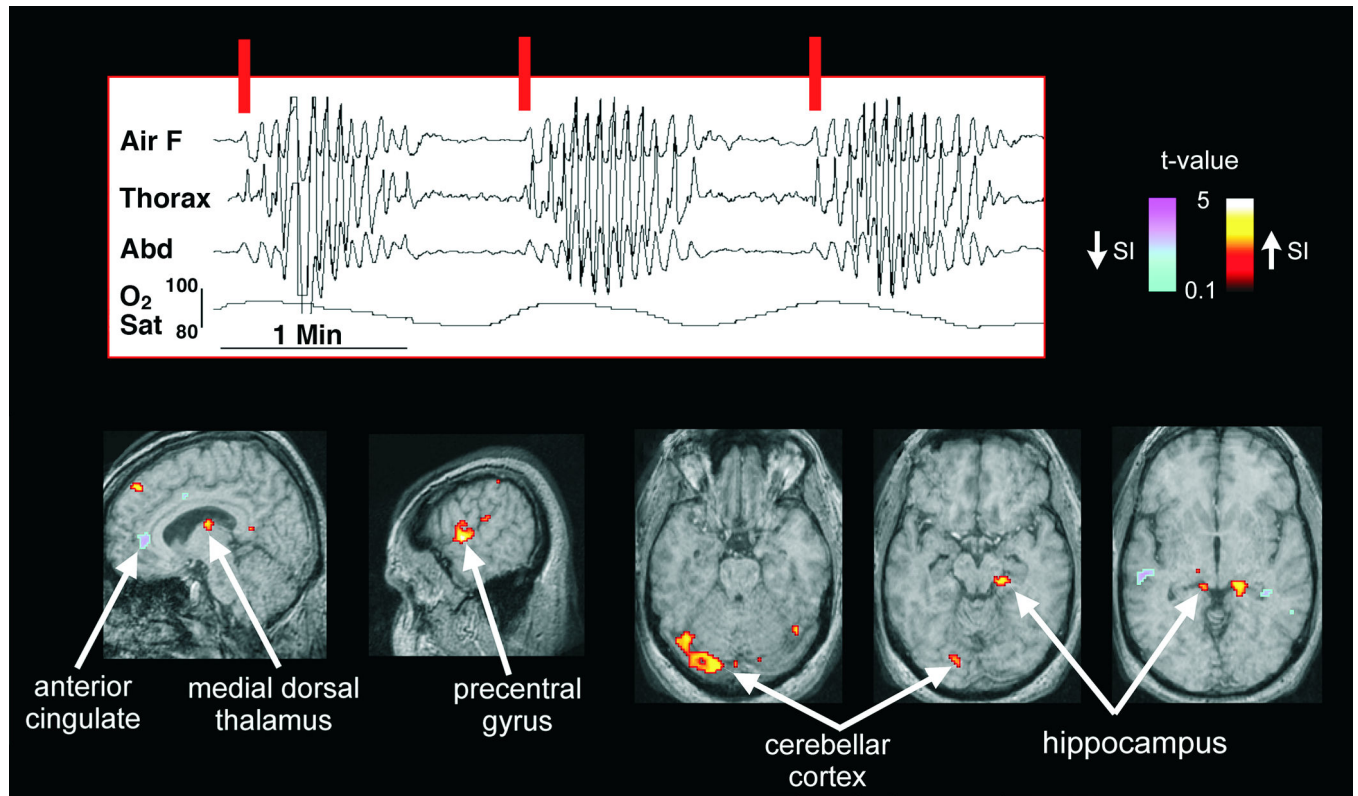 Air F
Thorax
Abd
O2
Sat
100
80
1 Min
t-value
5
0.1
SI
SI
anterior
cingulate
medial dorsal
thalamus
precentral
gyrus
cerebellar
cortex
hippocampus